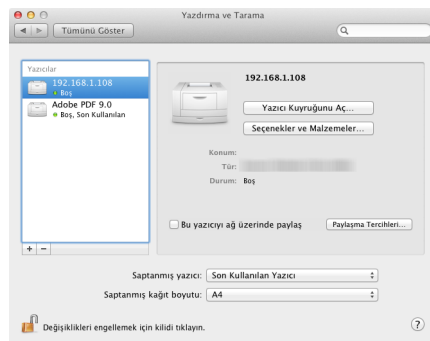 Yazdırma ve Tarama
Tümünü Göster
Yazıcılar
192.168.1.108
Boş
Adobe PDF 9.0
Boş, Son Kullanılan
192.168.1.108
Yazıcı Kuyruğunu Aç...
Seçenekler ve Malzemeler...
Konum:
Tür:
Durum: Boş
Bu yazıcıyı ağ üzerinde paylaş
Paylaşma Tercihleri...
+ −
Saptanmış yazıcı: Son Kullanılan Yazıcı
Saptanmış kağıt boyutu: A4
Değişiklikleri engellemek için kilidi tıklayın.
?